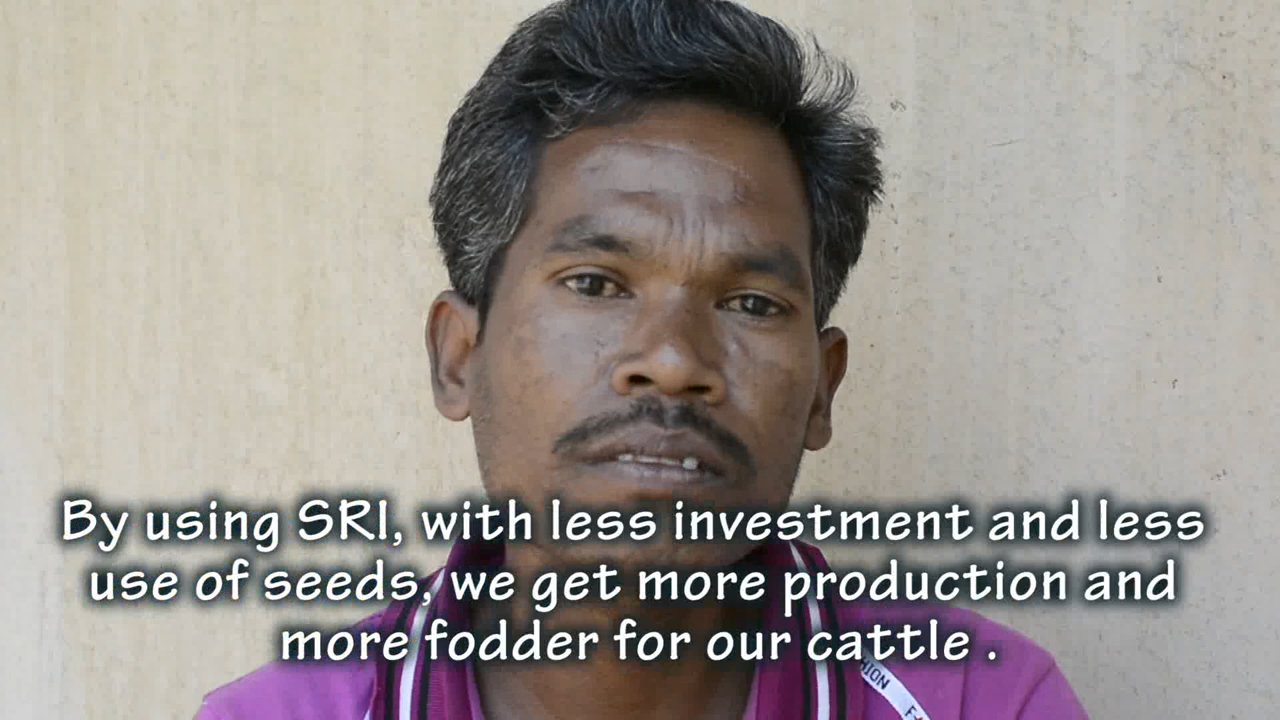 By using SRI, with less investment and less
use of seeds, we get more production and
more fodder for our cattle .
HION